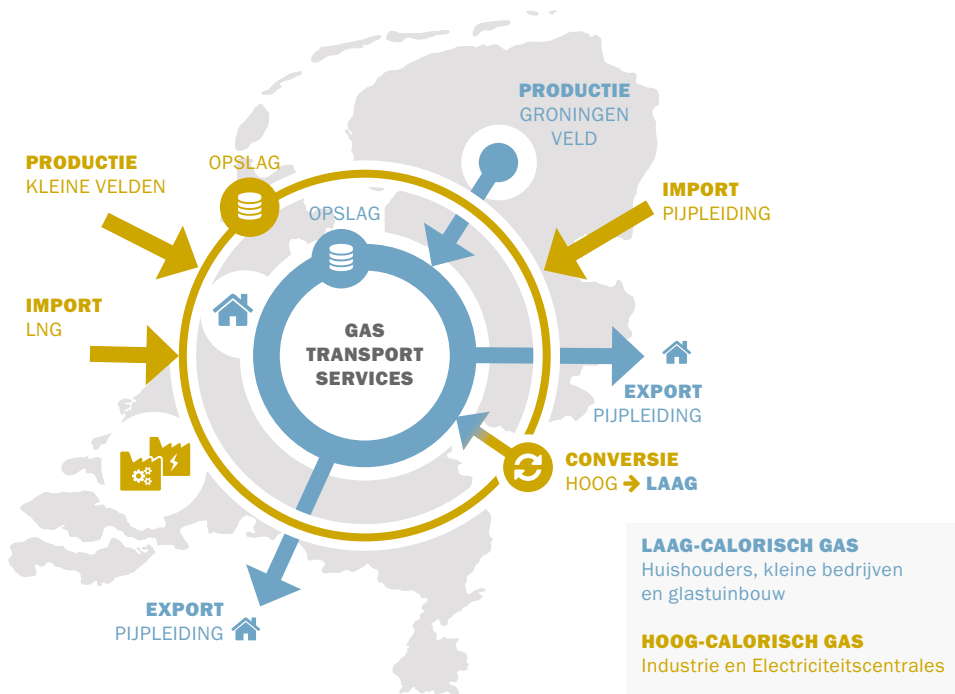 PRODUCTIE
GRONINGEN
VELD
PRODUCTIE
KLEINE VELDEN
OPSLAG
IMPORT
PIJPLEIDING
OPSLAG
IMPORT
LNG
GAS
TRANSPORT
SERVICES
EXPORT
PIJPLEIDING
CONVERSIE
HOOG ➔ LAAG
EXPORT
PIJPLEIDING
LAAG-CALORISCH GAS
Huishouders, kleine bedrijven
en glastuinbouw
HOOG-CALORISCH GAS
Industrie en Electriciteitscentrales